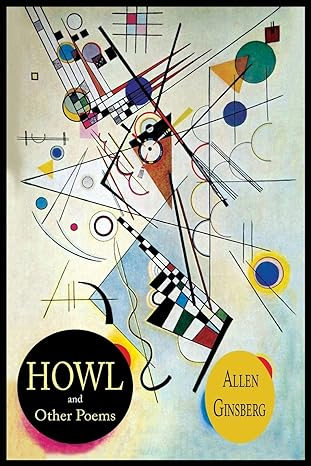 HOWL
and
Other Poems
ALLEN
GINSBERG